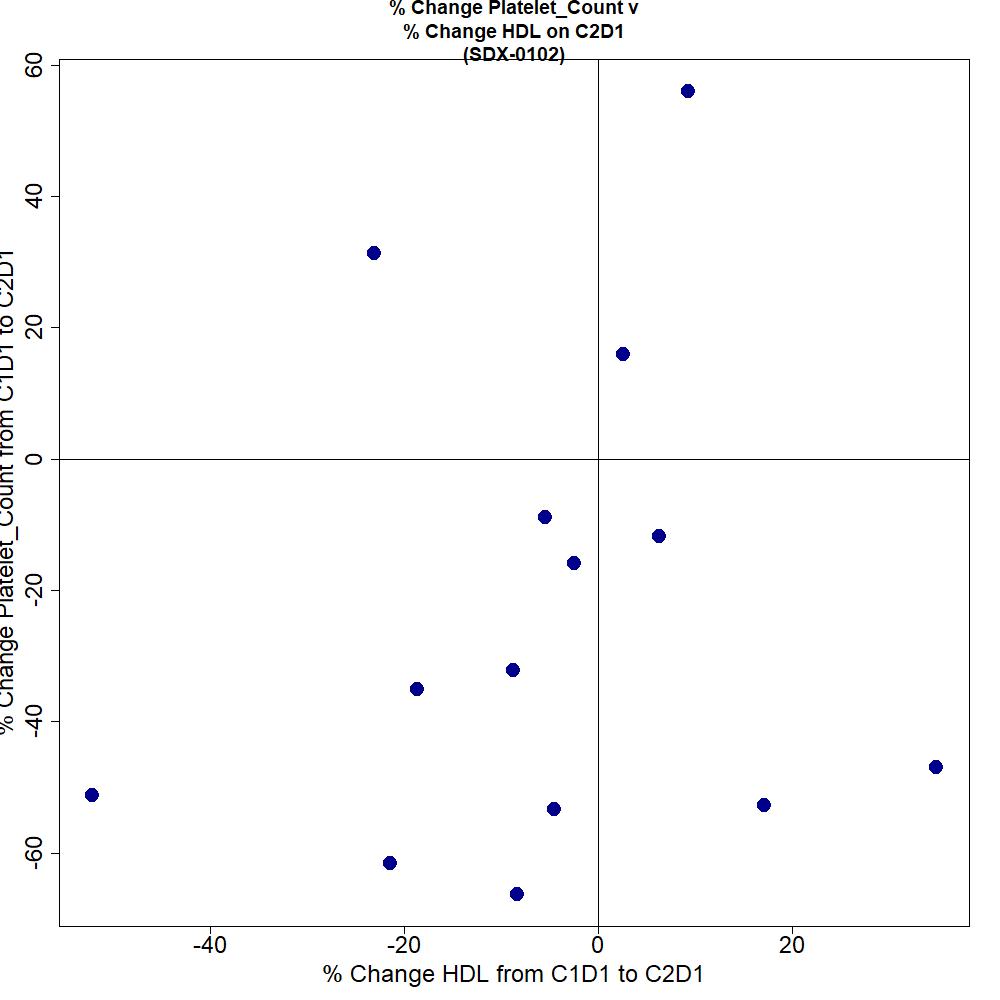 % Change Platelet_Count v
% Change HDL on C2D1
(SDX-0102)
% Change Platelet_Count from C1D1 to C2D1
60
40
20
0
-20
-40
-60
-40
-20
0
20
% Change HDL from C1D1 to C2D1